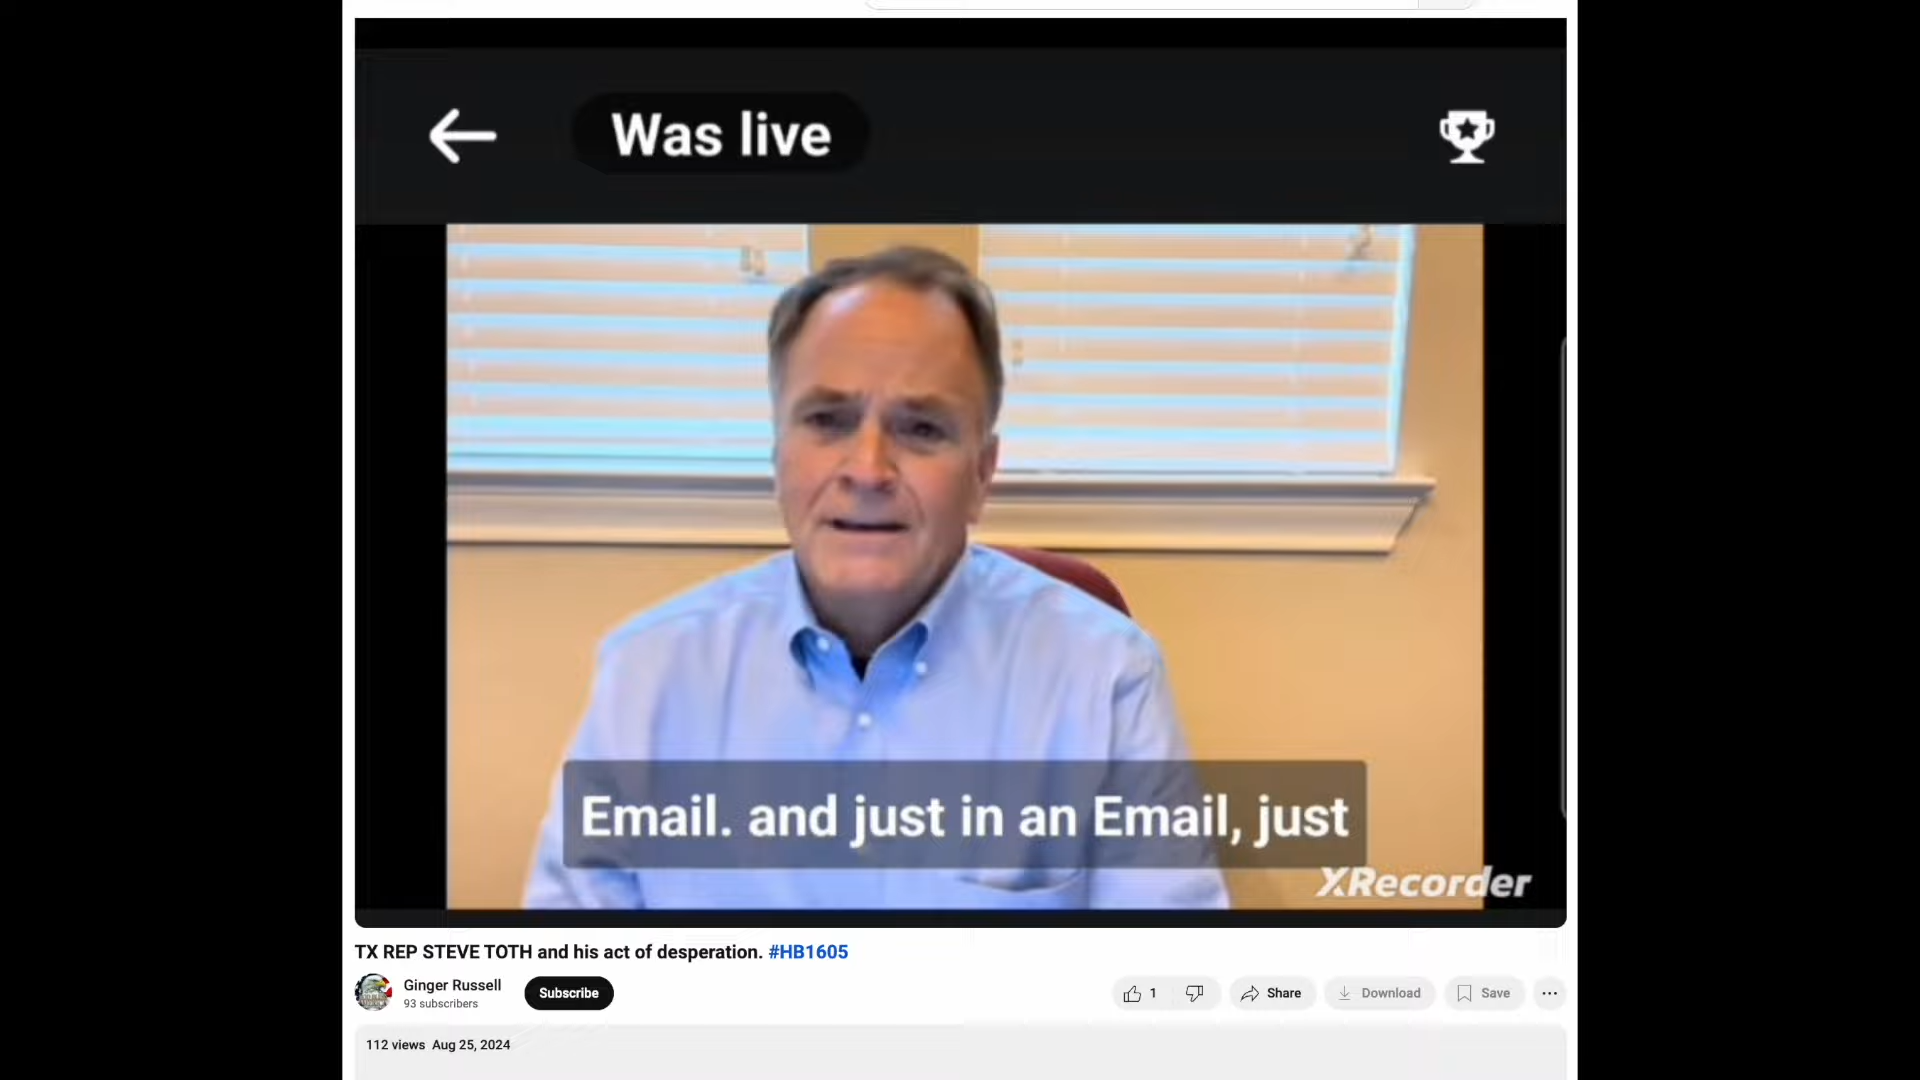 Was live
Email. and just in an Email, just
XRecorder
TX REP STEVE TOTH and his act of desperation. #HB1605
Ginger Russell
93 subscribers
Subscribe
1
Share
Download
Save
112 views Aug 25, 2024